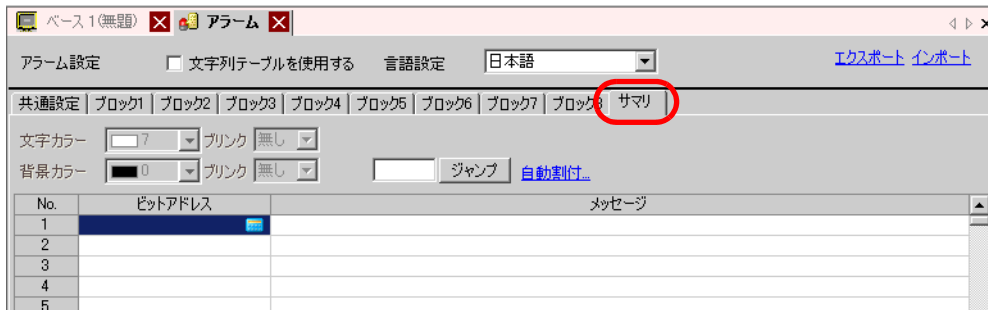 ベース 1(無題) アラーム
アラーム設定 文字列テーブルを使用する 言語設定 日本語 エクスポート インポート
共通設定 ブロック1 ブロック2 ブロック3 ブロック4 ブロック5 ブロック6 ブロック7 ブロック8 サマリ
文字カラー 7 ブリンク 無し
背景カラー 0 ブリンク 無し ジャンプ 自動割付...
No. ビットアドレス メッセージ
1
2
3
4
5